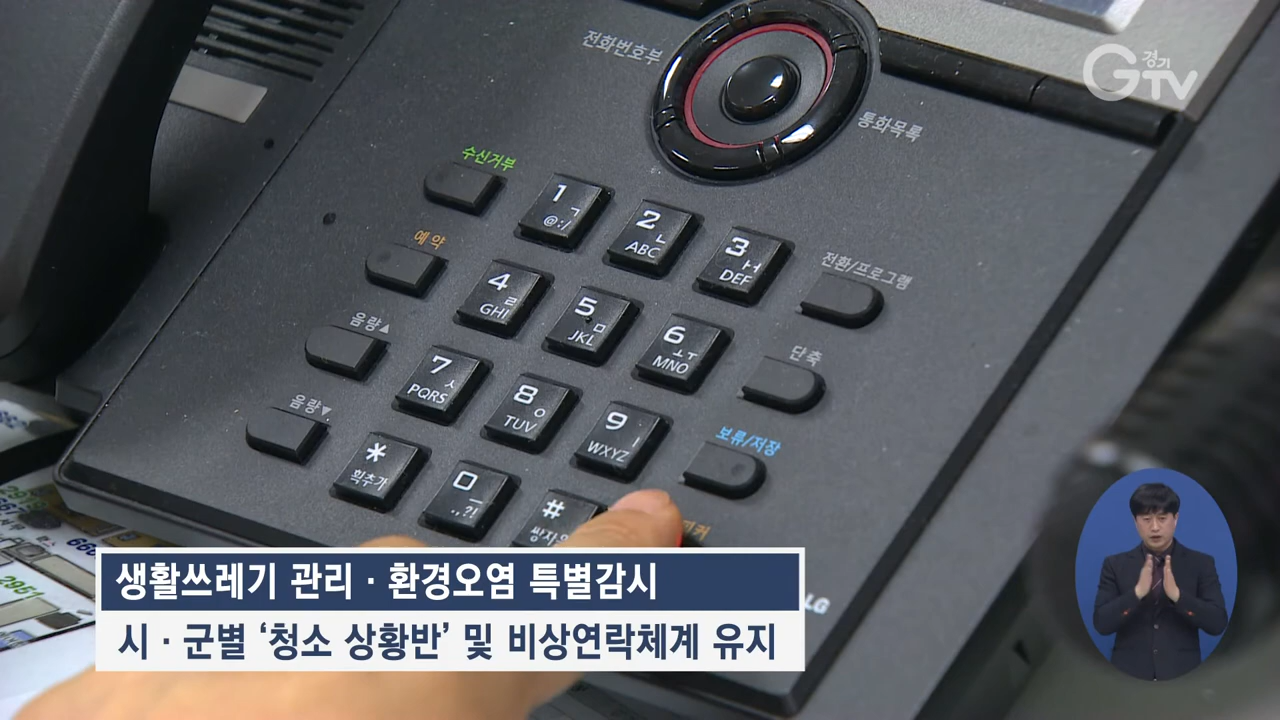 전화번호부
경기
GTV
통화목록
수신거부
1 ㄱ
@:/
2 ㄴ
ABC
3 ㅏㅓ
DEF
예약
전환/프로그램
4 ㄹ
GHI
5 ㅁ
JKL
6 ㅗㅜ
MNO
음량▲
단축
7 ㅅ
PQRS
8 ㅇ
TUV
9 ㅣ
WXYZ
음량▼
보류/저장
*
획추가
0 ㅡ
.,?!
#
LG
생활쓰레기 관리 · 환경오염 특별감시
시 · 군별 ‘청소 상황반’ 및 비상연락체계 유지